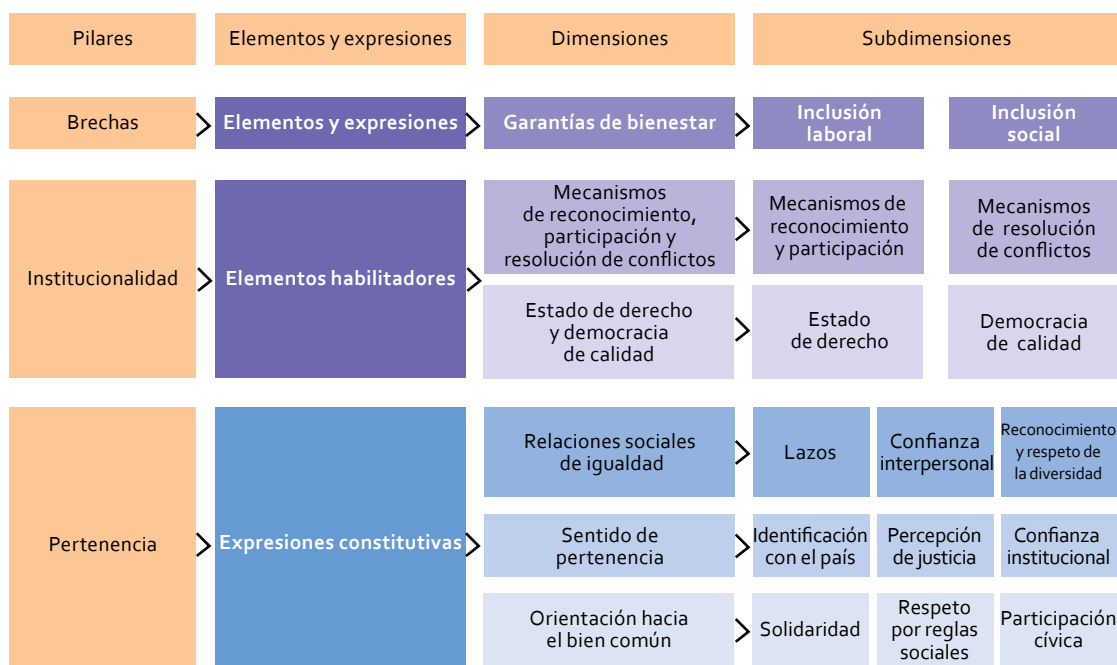 Pilares
Elementos y expresiones
Dimensiones
Subdimensiones
Brechas
Elementos y expresiones
Garantías de bienestar
Inclusión
laboral
Inclusión
social
Institucionalidad
Elementos habilitadores
Mecanismos
de reconocimiento,
participación y
resolución de conflictos
Mecanismos de
reconocimiento
y participación
Mecanismos
de resolución
de conflictos
Estado de derecho
y democracia
de calidad
Estado
de derecho
Democracia
de calidad
Pertenencia
Expresiones constitutivas
Relaciones sociales
de igualdad
Lazos
Confianza
interpersonal
Reconocimiento
y respeto de
la diversidad
Sentido de
pertenencia
Identificación
con el país
Percepción
de justicia
Confianza
institucional
Orientación hacia
el bien común
Solidaridad
Respeto
por reglas
sociales
Participación
cívica